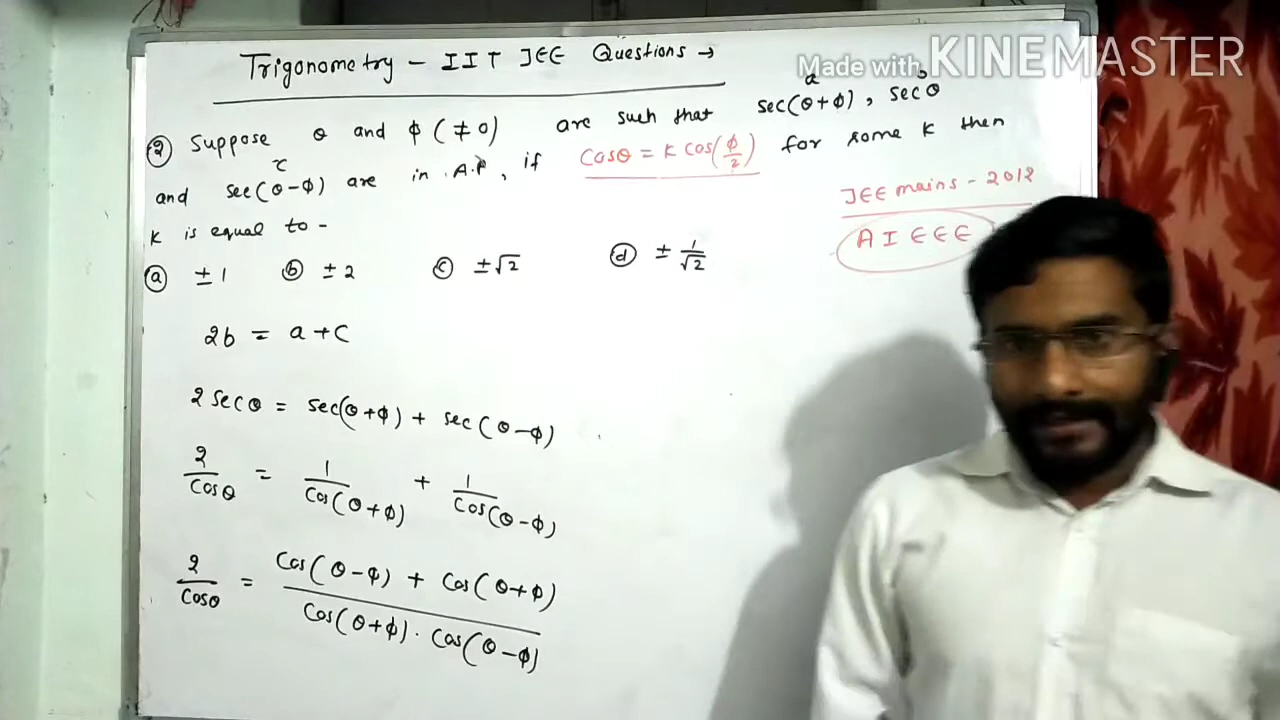 Made with KINEMASTER
Trigonometry - IIT JEE Questions →
a b
② Suppose θ and φ (≠0) are such that sec(θ+φ), secθ
c
and sec(θ-φ) are in A.P, if Cosθ = K Cos(φ/2) for some K then
K is equal to -
JEE mains - 2012
AIEEE
ⓐ ±1 ⓑ ±2 ⓒ ±√2 ⓓ ± 1/√2
2b = a+c
2 secθ = sec(θ+φ) + sec(θ-φ)
2/Cosθ = 1/Cos(θ+φ) + 1/Cos(θ-φ)
2/Cosθ = Cos(θ-φ) + Cos(θ+φ) / Cos(θ+φ) . Cos(θ-φ)